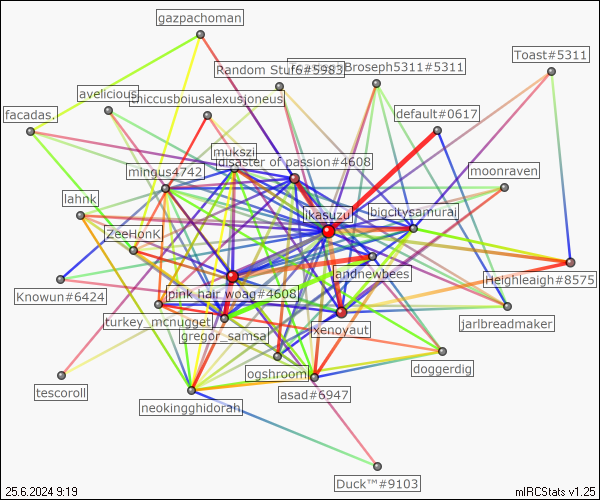 gazpachoman
Toast#5311
Random Stuf6#5983
Broseph5311#5311
avelicious
thiccusboiusalexusjoneus
facadas.
default#0617
mukszi
disaster of passion#4608
mingus4742
moonraven
lahnk
ikasuzu
bigcitysamurai
ZeeHonK
andnewbees
Heighleaigh#8575
Knowun#6424
pink hair woag#4608
turkey_mcnugget
xenoyaut
jarlbreadmaker
gregor_samsa
ogshroom
doggerdig
tescoroll
asad#6947
neokingghidorah
Duck™#9103
25.6.2024 9:19
mIRCStats v1.25